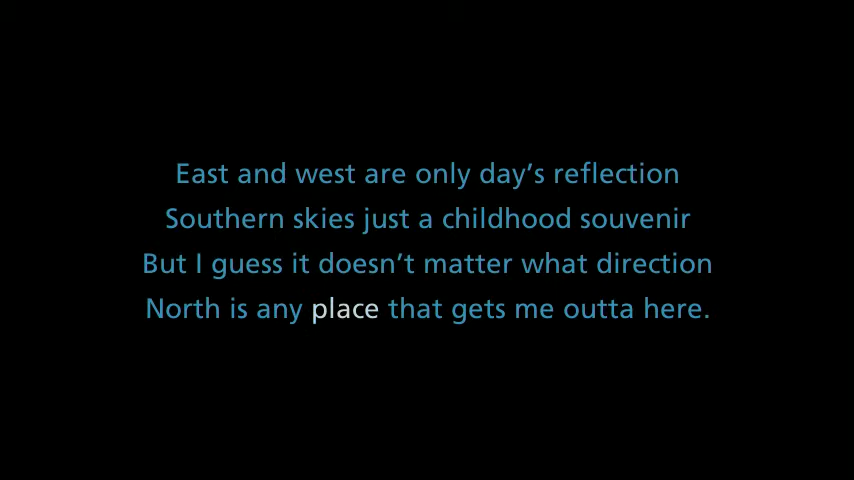 East and west are only day’s reflection
Southern skies just a childhood souvenir
But I guess it doesn’t matter what direction
North is any place that gets me outta here.